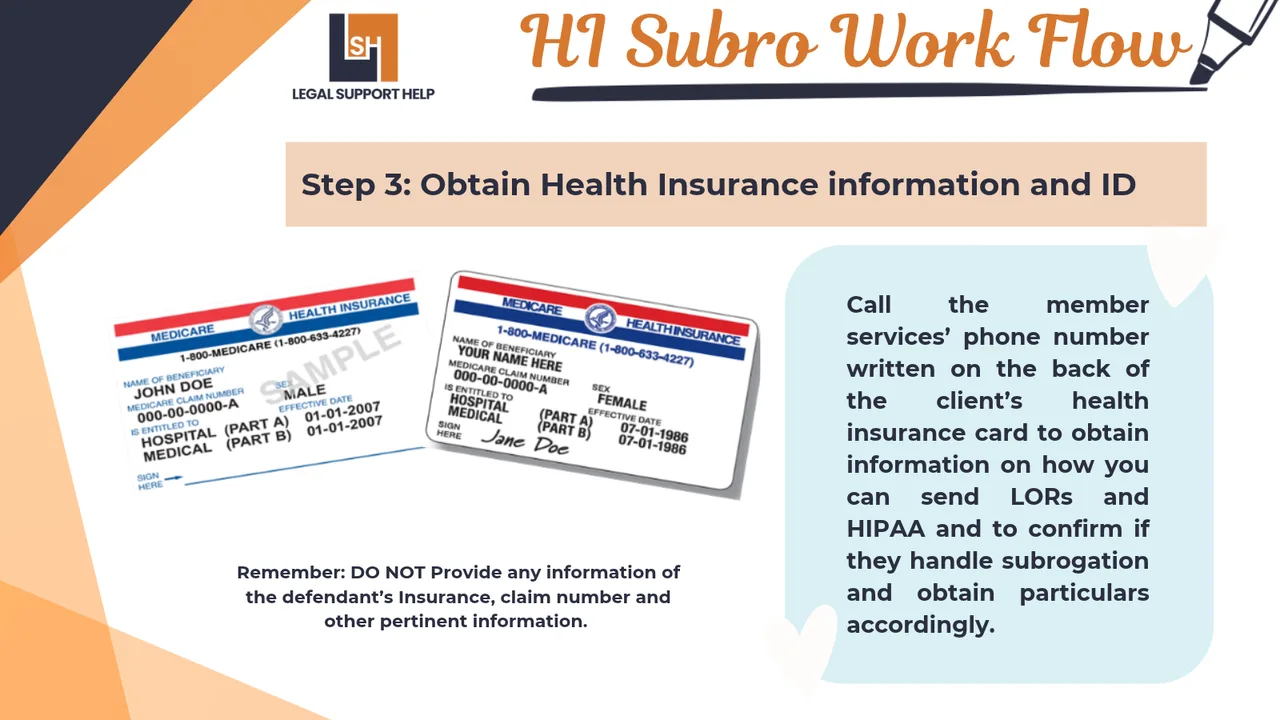 LSH
LEGAL SUPPORT HELP
HI Subro Work Flow
Step 3: Obtain Health Insurance information and ID
MEDICARE HEALTH INSURANCE
1-800-MEDICARE (1-800-633-4227)
SAMPLE
NAME OF BENEFICIARY
JOHN DOE
MEDICARE CLAIM NUMBER SEX
000-00-0000-A MALE
IS ENTITLED TO EFFECTIVE DATE
HOSPITAL (PART A) 01-01-2007
MEDICAL (PART B) 01-01-2007
SIGN
HERE
MEDICARE HEALTH INSURANCE
1-800-MEDICARE (1-800-633-4227)
NAME OF BENEFICIARY
YOUR NAME HERE
MEDICARE CLAIM NUMBER SEX
000-00-0000-A FEMALE
IS ENTITLED TO EFFECTIVE DATE
HOSPITAL (PART A) 07-01-1986
MEDICAL (PART B) 07-01-1986
SIGN
HERE Jane Doe
Remember: DO NOT Provide any information of
the defendant’s Insurance, claim number and
other pertinent information.
Call the member
services’ phone number
written on the back of
the client’s health
insurance card to obtain
information on how you
can send LORs and
HIPAA and to confirm if
they handle subrogation
and obtain particulars
accordingly.